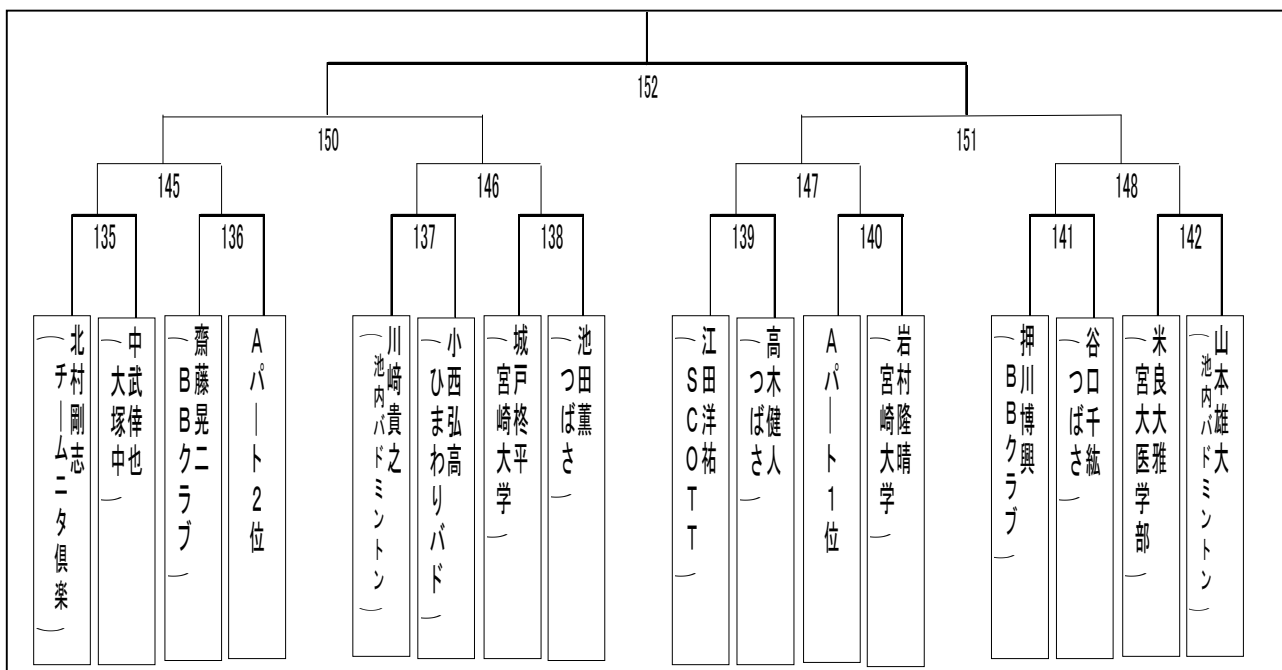 152
150
151
145
146
147
148
135
136
137
138
139
140
141
142
北村剛志
（チームニタ倶楽）
中武倖也
（大塚中）
齋藤晃二
（ＢＢクラブ）
Ａパート２位
川﨑貴之
（池内バドミントン）
小西弘高
（ひまわりバド）
城戸柊平
（宮崎大学）
池田薫
（つばさ）
江田洋祐
（ＳＣＯＴＴ）
高木健人
（つばさ）
Ａパート１位
岩村隆晴
（宮崎大学）
押川博興
（ＢＢクラブ）
谷口千紘
（つばさ）
米良大雅
（宮大医学部）
山本雄大
（池内バドミントン）